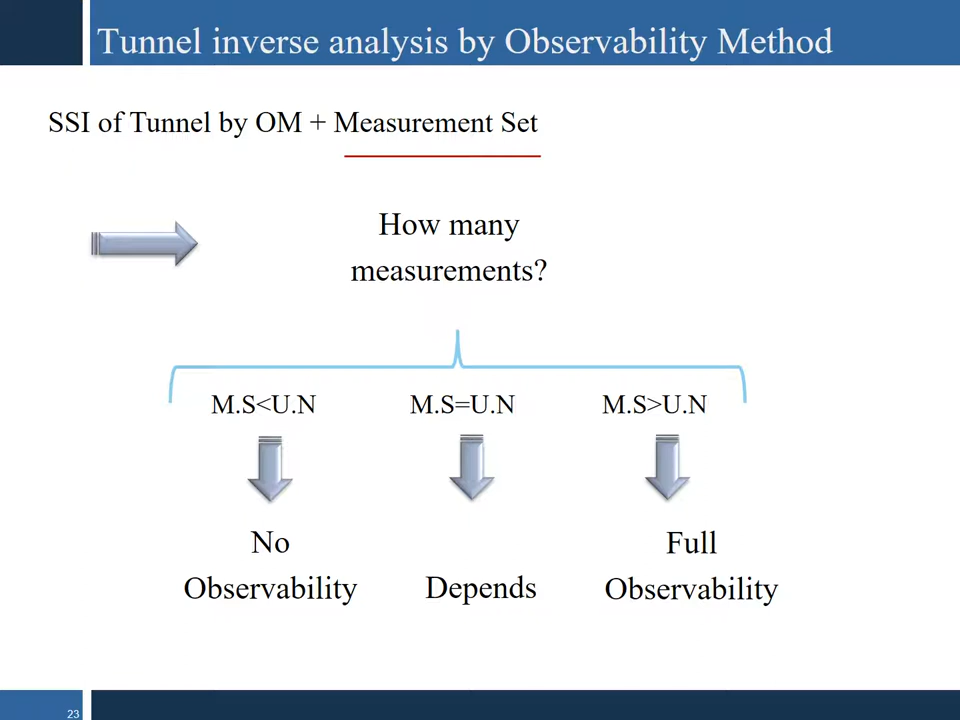 Tunnel inverse analysis by Observability Method
SSI of Tunnel by OM + Measurement Set
How many
measurements?
M.S<U.N
M.S=U.N
M.S>U.N
No
Observability
Depends
Full
Observability
23